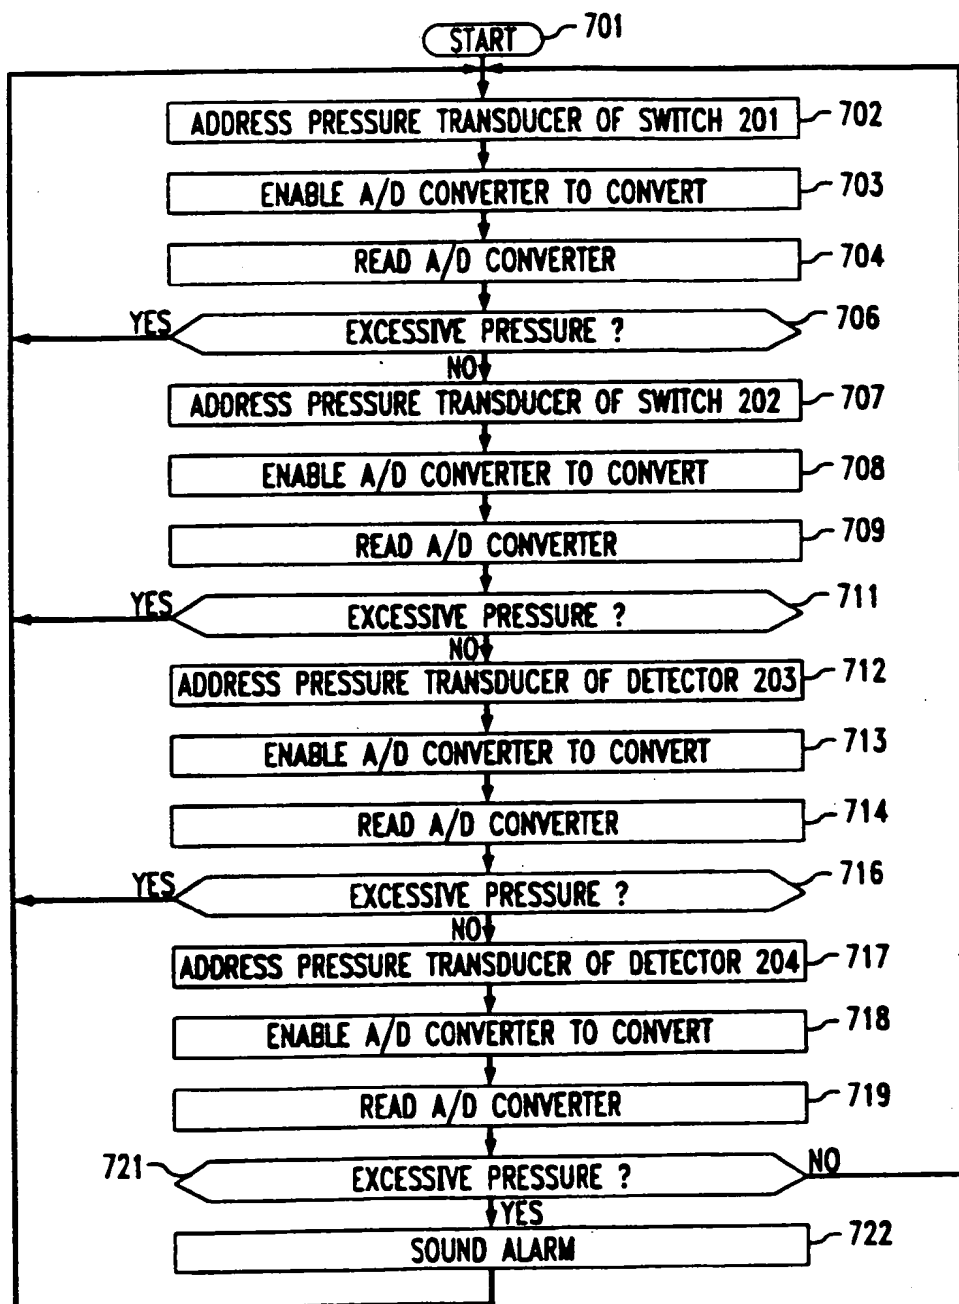 START 701
ADDRESS PRESSURE TRANSDUCER OF SWITCH 201 702
ENABLE A/D CONVERTER TO CONVERT 703
READ A/D CONVERTER 704
YES EXCESSIVE PRESSURE ? 706
NO
ADDRESS PRESSURE TRANSDUCER OF SWITCH 202 707
ENABLE A/D CONVERTER TO CONVERT 708
READ A/D CONVERTER 709
YES EXCESSIVE PRESSURE ? 711
NO
ADDRESS PRESSURE TRANSDUCER OF DETECTOR 203 712
ENABLE A/D CONVERTER TO CONVERT 713
READ A/D CONVERTER 714
YES EXCESSIVE PRESSURE ? 716
NO
ADDRESS PRESSURE TRANSDUCER OF DETECTOR 204 717
ENABLE A/D CONVERTER TO CONVERT 718
READ A/D CONVERTER 719
721 EXCESSIVE PRESSURE ? NO
YES
SOUND ALARM 722